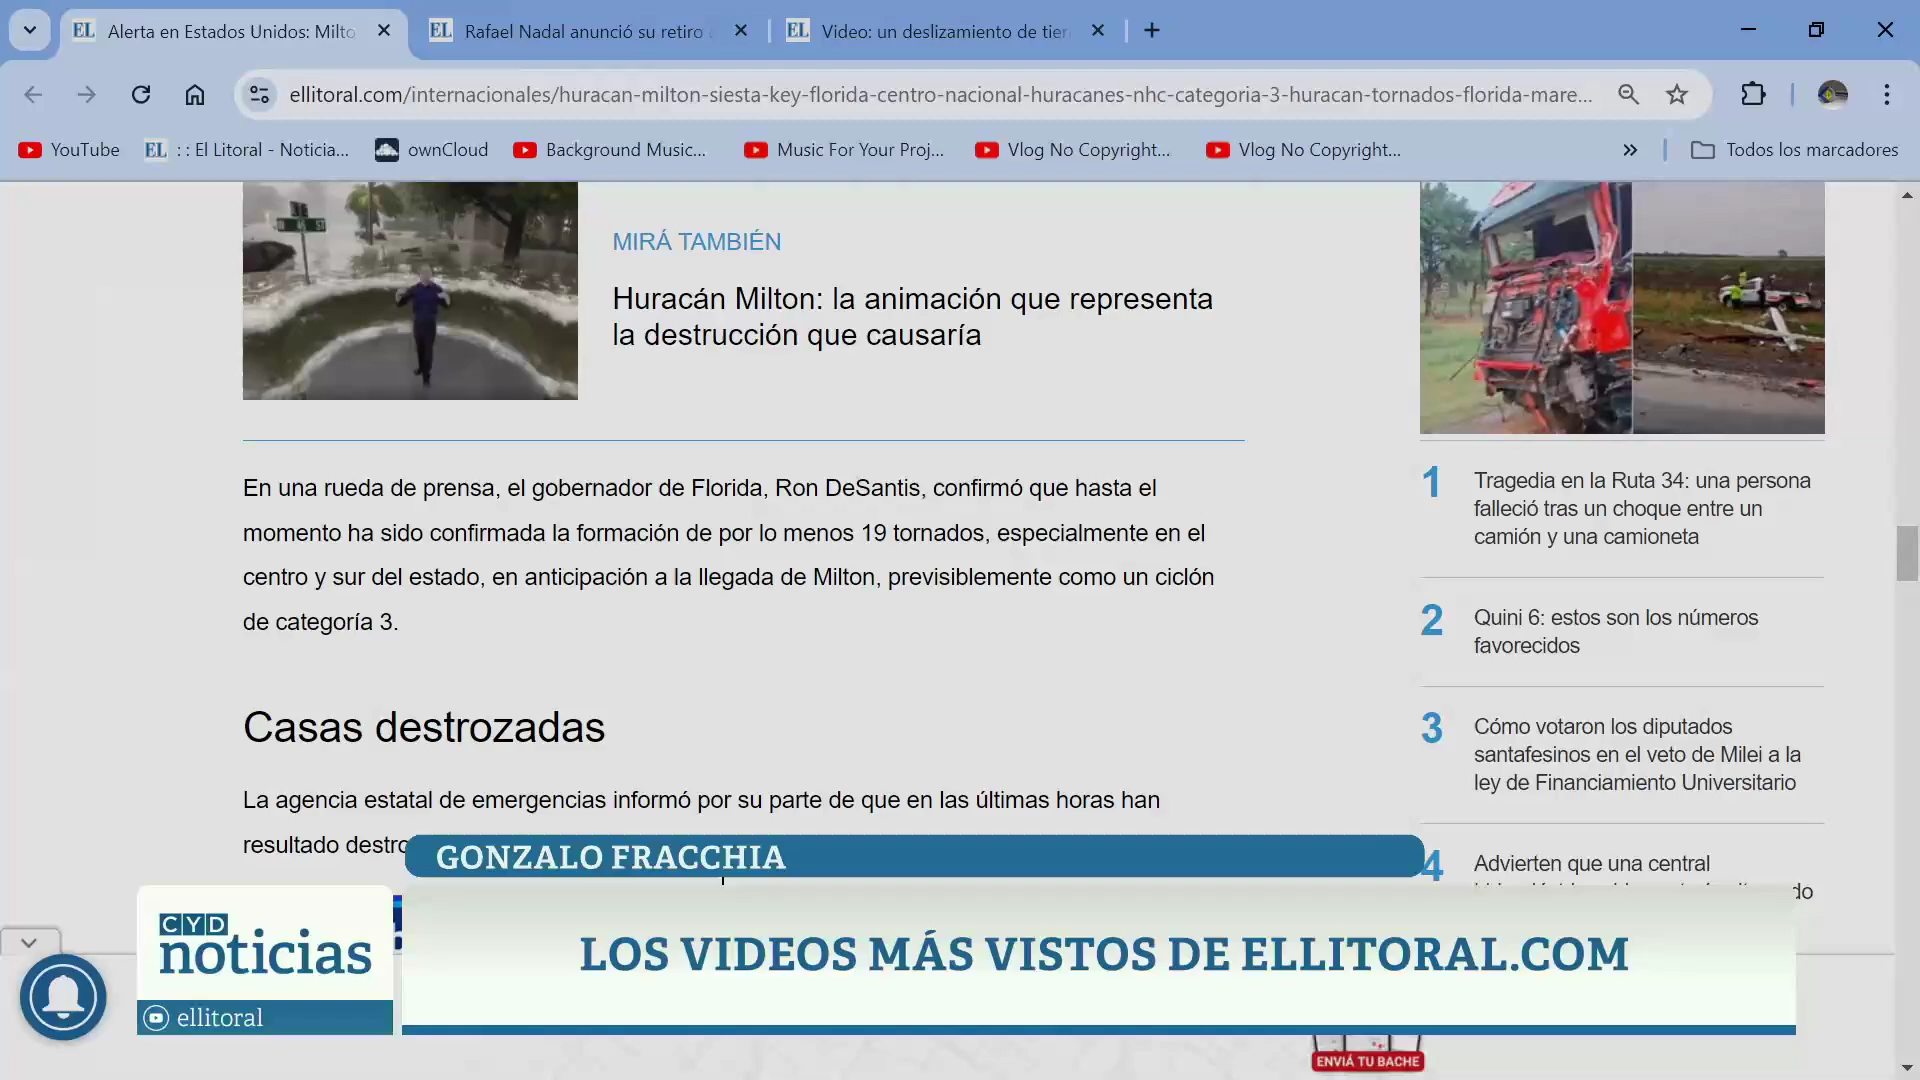 Alerta en Estados Unidos: Milto
Rafael Nadal anunció su retiro
Video: un deslizamiento de tier
ellitoral.com/internacionales/huracan-milton-siesta-key-florida-centro-nacional-huracanes-nhc-categoria-3-huracan-tornados-florida-mare...
YouTube
: : El Litoral - Noticia...
ownCloud
Background Music...
Music For Your Proj...
Vlog No Copyright...
Vlog No Copyright...
Todos los marcadores
MIRÁ TAMBIÉN
Huracán Milton: la animación que representa
la destrucción que causaría
En una rueda de prensa, el gobernador de Florida, Ron DeSantis, confirmó que hasta el
momento ha sido confirmada la formación de por lo menos 19 tornados, especialmente en el
centro y sur del estado, en anticipación a la llegada de Milton, previsiblemente como un ciclón
de categoría 3.
Casas destrozadas
La agencia estatal de emergencias informó por su parte de que en las últimas horas han
resultado destro
1
Tragedia en la Ruta 34: una persona
falleció tras un choque entre un
camión y una camioneta
2
Quini 6: estos son los números
favorecidos
3
Cómo votaron los diputados
santafesinos en el veto de Milei a la
ley de Financiamiento Universitario
4
Advierten que una central
do
GONZALO FRACCHIA
CYD
noticias
ellitoral
LOS VIDEOS MÁS VISTOS DE ELLITORAL.COM
ENVIÁ TU BACHE